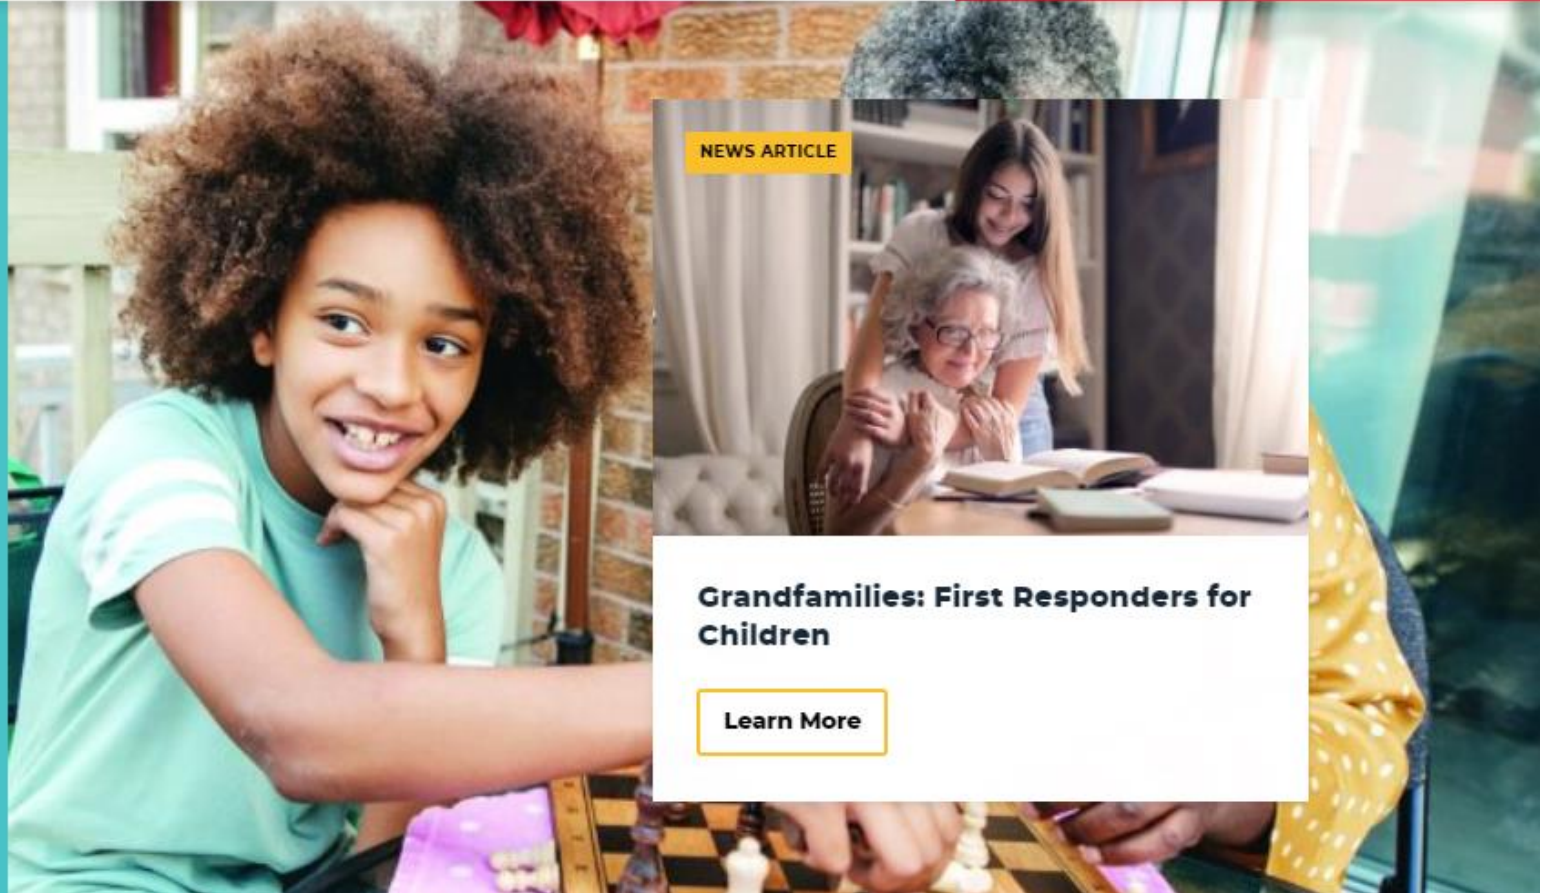 NEWS ARTICLE
Grandfamilies: First Responders for
Children
Learn More